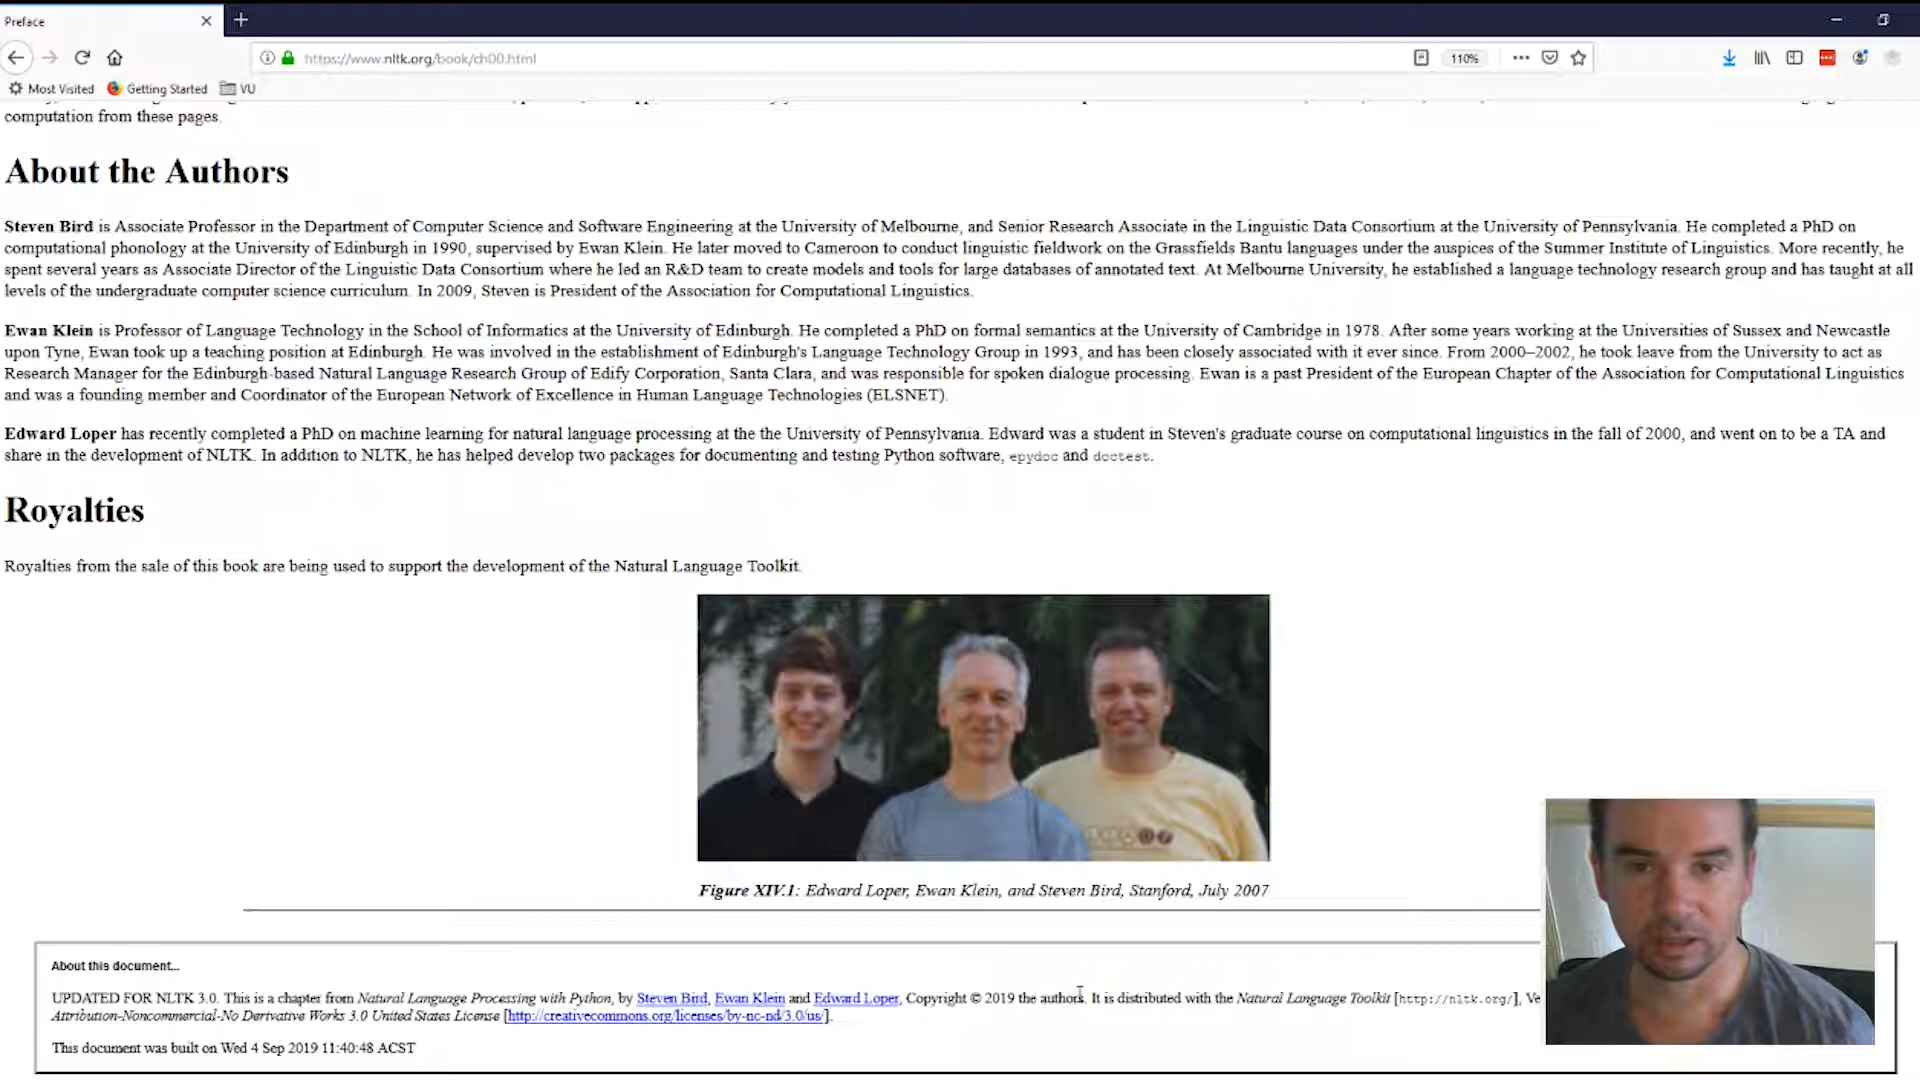 Preface
https://www.nltk.org/book/ch00.html
110%
Most Visited
Getting Started
VU
computation from these pages.
About the Authors
Steven Bird is Associate Professor in the Department of Computer Science and Software Engineering at the University of Melbourne, and Senior Research Associate in the Linguistic Data Consortium at the University of Pennsylvania. He completed a PhD on
computational phonology at the University of Edinburgh in 1990, supervised by Ewan Klein. He later moved to Cameroon to conduct linguistic fieldwork on the Grassfields Bantu languages under the auspices of the Summer Institute of Linguistics. More recently, he
spent several years as Associate Director of the Linguistic Data Consortium where he led an R&D team to create models and tools for large databases of annotated text. At Melbourne University, he established a language technology research group and has taught at all
levels of the undergraduate computer science curriculum. In 2009, Steven is President of the Association for Computational Linguistics.
Ewan Klein is Professor of Language Technology in the School of Informatics at the University of Edinburgh. He completed a PhD on formal semantics at the University of Cambridge in 1978. After some years working at the Universities of Sussex and Newcastle
upon Tyne, Ewan took up a teaching position at Edinburgh. He was involved in the establishment of Edinburgh's Language Technology Group in 1993, and has been closely associated with it ever since. From 2000–2002, he took leave from the University to act as
Research Manager for the Edinburgh-based Natural Language Research Group of Edify Corporation, Santa Clara, and was responsible for spoken dialogue processing. Ewan is a past President of the European Chapter of the Association for Computational Linguistics
and was a founding member and Coordinator of the European Network of Excellence in Human Language Technologies (ELSNET).
Edward Loper has recently completed a PhD on machine learning for natural language processing at the the University of Pennsylvania. Edward was a student in Steven's graduate course on computational linguistics in the fall of 2000, and went on to be a TA and
share in the development of NLTK. In addition to NLTK, he has helped develop two packages for documenting and testing Python software, epydoc and doctest.
Royalties
Royalties from the sale of this book are being used to support the development of the Natural Language Toolkit.
Figure XIV.1: Edward Loper, Ewan Klein, and Steven Bird, Stanford, July 2007
About this document...
UPDATED FOR NLTK 3.0. This is a chapter from Natural Language Processing with Python, by Steven Bird, Ewan Klein and Edward Loper, Copyright © 2019 the authors. It is distributed with the Natural Language Toolkit [http://nltk.org/], Ve
Attribution-Noncommercial-No Derivative Works 3.0 United States License [http://creativecommons.org/licenses/by-nc-nd/3.0/us/].
This document was built on Wed 4 Sep 2019 11:40:48 ACST